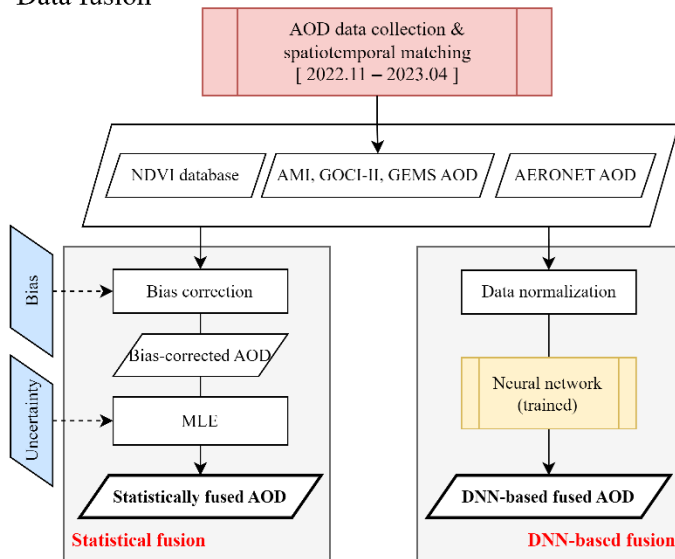 Data fusion
AOD data collection &
spatiotemporal matching
[ 2022.11 – 2023.04 ]
NDVI database
AMI, GOCI-II, GEMS AOD
AERONET AOD
Bias
Bias correction
Data normalization
Bias-corrected AOD
Uncertainty
MLE
Neural network
(trained)
Statistically fused AOD
DNN-based fused AOD
Statistical fusion
DNN-based fusion